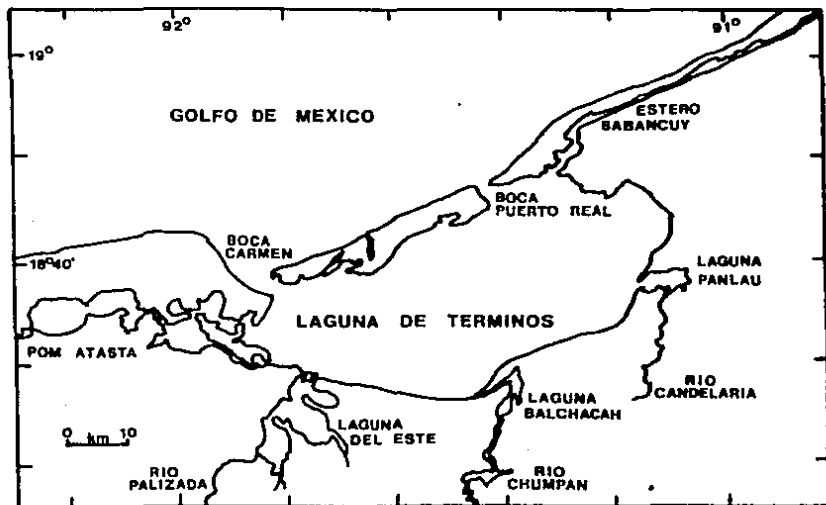 92°
91°
19°
GOLFO DE MEXICO
ESTERO
BABANCUY
BOCA
PUERTO REAL
BOCA
CARMEN
18°40'
LAGUNA
PANLAU
LAGUNA DE TERMINOS
POM ATASTA
RIO
CANDELARIA
LAGUNA
BALCHACAH
LAGUNA
DEL ESTE
0 km 10
RIO
PALIZADA
RIO
CHUMPAN